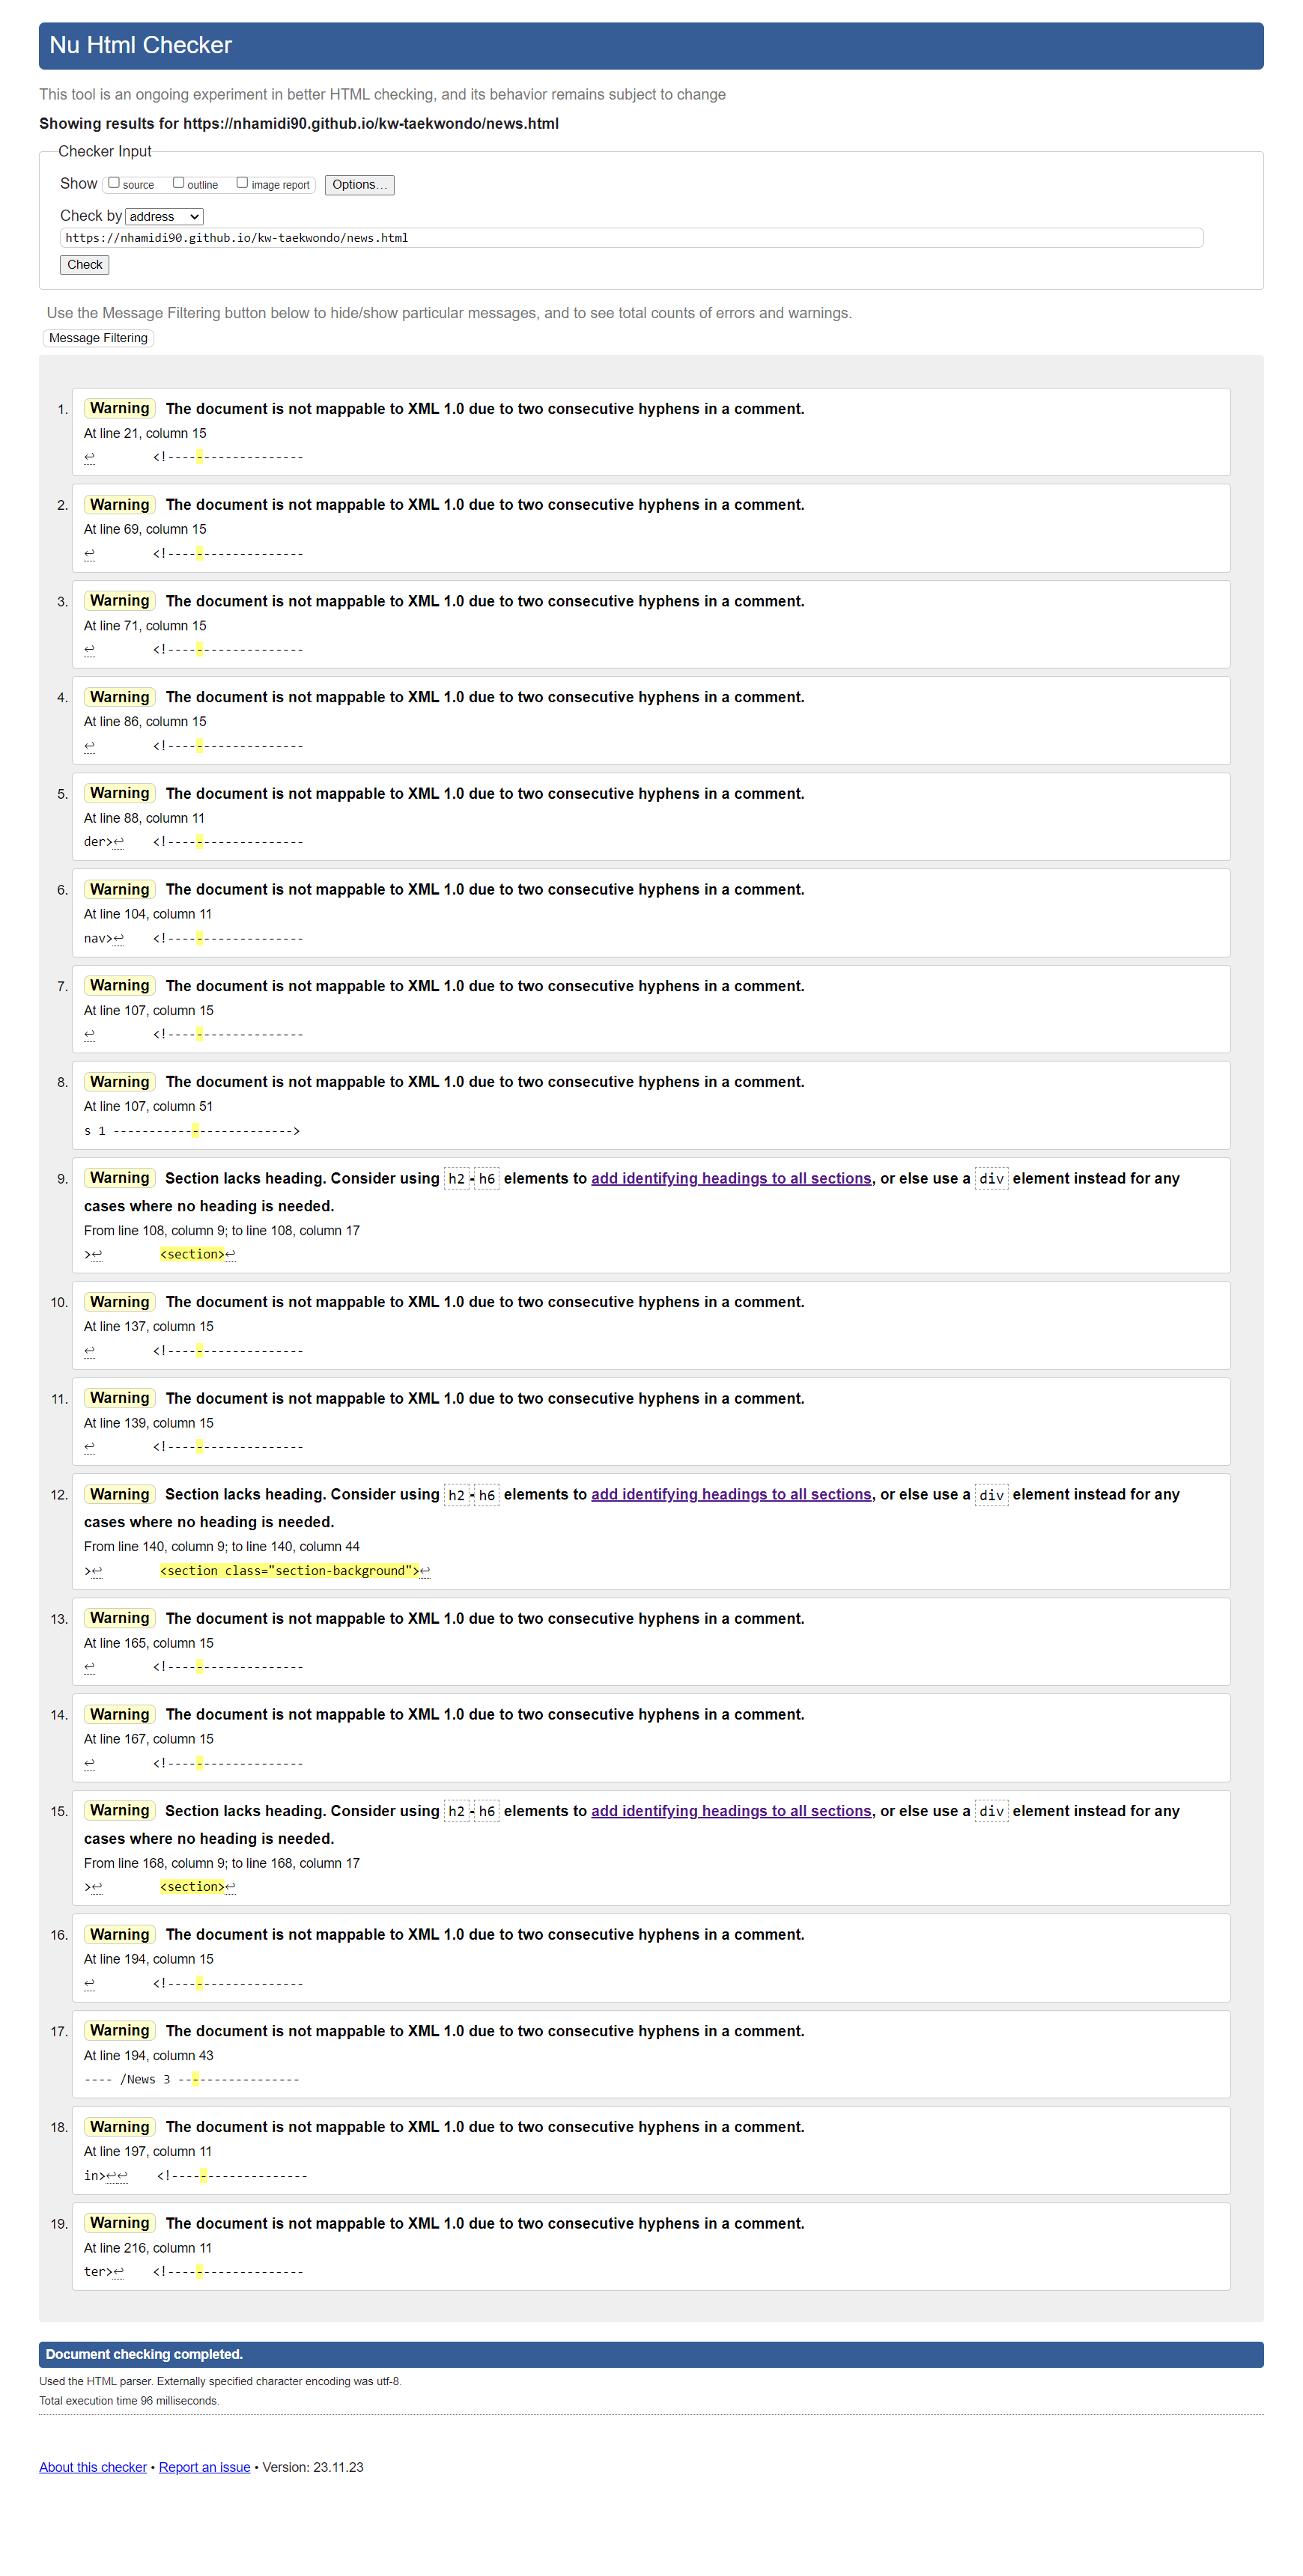 Nu Html Checker
This tool is an ongoing experiment in better HTML checking, and its behavior remains subject to change
Showing results for https://nhamidi90.github.io/kw-taekwondo/news.html
Checker Input
Show source outline image report Options...
Check by address
https://nhamidi90.github.io/kw-taekwondo/news.html
Check
Use the Message Filtering button below to hide/show particular messages, and to see total counts of errors and warnings.
Message Filtering
1. Warning The document is not mappable to XML 1.0 due to two consecutive hyphens in a comment.
At line 21, column 15
↩ <!-------------------
2. Warning The document is not mappable to XML 1.0 due to two consecutive hyphens in a comment.
At line 69, column 15
↩ <!-------------------
3. Warning The document is not mappable to XML 1.0 due to two consecutive hyphens in a comment.
At line 71, column 15
↩ <!-------------------
4. Warning The document is not mappable to XML 1.0 due to two consecutive hyphens in a comment.
At line 86, column 15
↩ <!-------------------
5. Warning The document is not mappable to XML 1.0 due to two consecutive hyphens in a comment.
At line 88, column 11
der>↩ <!-------------------
6. Warning The document is not mappable to XML 1.0 due to two consecutive hyphens in a comment.
At line 104, column 11
nav>↩ <!-------------------
7. Warning The document is not mappable to XML 1.0 due to two consecutive hyphens in a comment.
At line 107, column 15
↩ <!-------------------
8. Warning The document is not mappable to XML 1.0 due to two consecutive hyphens in a comment.
At line 107, column 51
s 1 ------------------------->
9. Warning Section lacks heading. Consider using h2-h6 elements to add identifying headings to all sections, or else use a div element instead for any
cases where no heading is needed.
From line 108, column 9; to line 108, column 17
>↩ <section>↩
10. Warning The document is not mappable to XML 1.0 due to two consecutive hyphens in a comment.
At line 137, column 15
↩ <!-------------------
11. Warning The document is not mappable to XML 1.0 due to two consecutive hyphens in a comment.
At line 139, column 15
↩ <!-------------------
12. Warning Section lacks heading. Consider using h2-h6 elements to add identifying headings to all sections, or else use a div element instead for any
cases where no heading is needed.
From line 140, column 9; to line 140, column 44
>↩ <section class="section-background">↩
13. Warning The document is not mappable to XML 1.0 due to two consecutive hyphens in a comment.
At line 165, column 15
↩ <!-------------------
14. Warning The document is not mappable to XML 1.0 due to two consecutive hyphens in a comment.
At line 167, column 15
↩ <!-------------------
15. Warning Section lacks heading. Consider using h2-h6 elements to add identifying headings to all sections, or else use a div element instead for any
cases where no heading is needed.
From line 168, column 9; to line 168, column 17
>↩ <section>↩
16. Warning The document is not mappable to XML 1.0 due to two consecutive hyphens in a comment.
At line 194, column 15
↩ <!-------------------
17. Warning The document is not mappable to XML 1.0 due to two consecutive hyphens in a comment.
At line 194, column 43
---- /News 3 -----------------
18. Warning The document is not mappable to XML 1.0 due to two consecutive hyphens in a comment.
At line 197, column 11
in>↩↩ <!-------------------
19. Warning The document is not mappable to XML 1.0 due to two consecutive hyphens in a comment.
At line 216, column 11
ter>↩ <!-------------------
Document checking completed.
Used the HTML parser. Externally specified character encoding was utf-8.
Total execution time 96 milliseconds.
About this checker • Report an issue • Version: 23.11.23